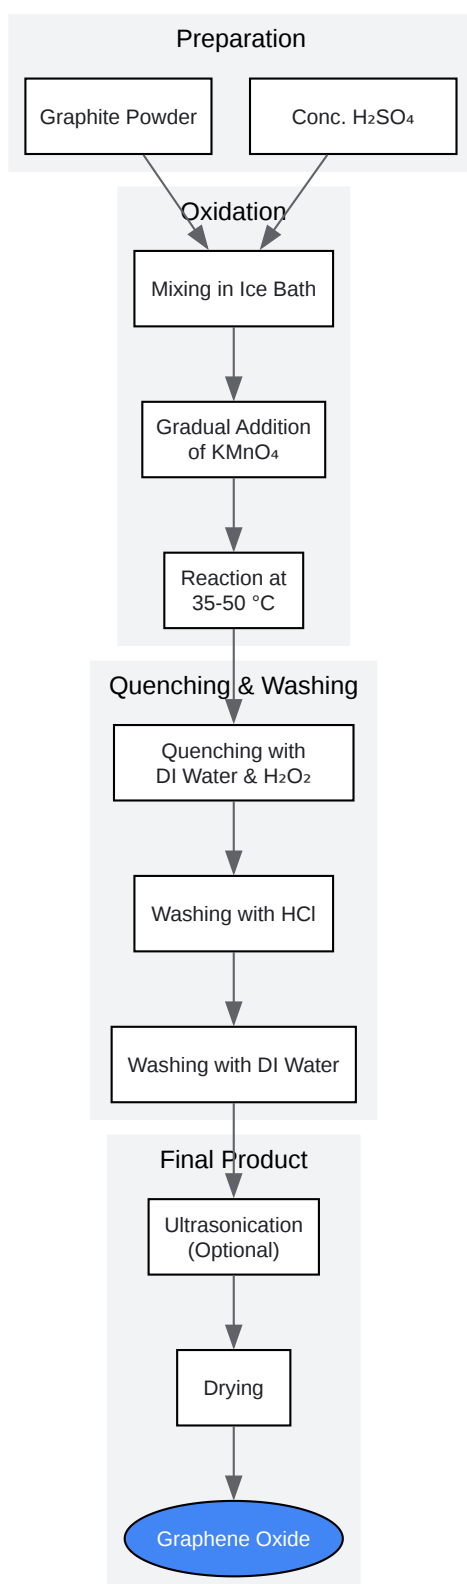 Preparation
Graphite Powder
Conc. H₂SO₄
Oxidation
Mixing in Ice Bath
Gradual Addition
of KMnO₄
Reaction at
35-50 °C
Quenching & Washing
Quenching with
DI Water & H₂O₂
Washing with HCl
Washing with DI Water
Final Product
Ultrasonication
(Optional)
Drying
Graphene Oxide